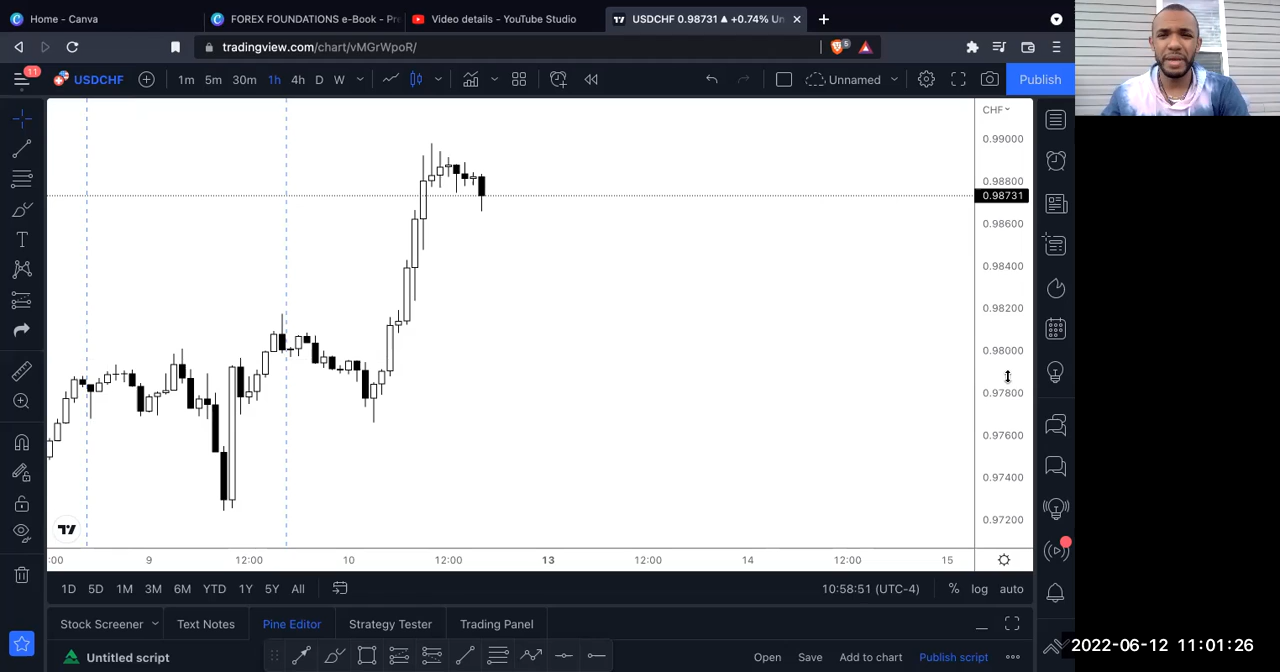 Home - Canva
FOREX FOUNDATIONS e-Book - Pre
Video details - YouTube Studio
USDCHF 0.98731 ▲ +0.74% Un
tradingview.com/chart/vMGrWpoR/
5
11
USDCHF
1m 5m 30m 1h 4h D W
Unnamed
Publish
CHF
0.99000
0.98800
0.98731
0.98600
0.98400
0.98200
0.98000
0.97800
0.97600
0.97400
0.97200
:00 9 12:00 10 12:00 13 12:00 14 12:00 15
1D 5D 1M 3M 6M YTD 1Y 5Y All
10:58:51 (UTC-4) % log auto
Stock Screener Text Notes Pine Editor Strategy Tester Trading Panel
Untitled script
Open Save Add to chart Publish script
2022-06-12 11:01:26